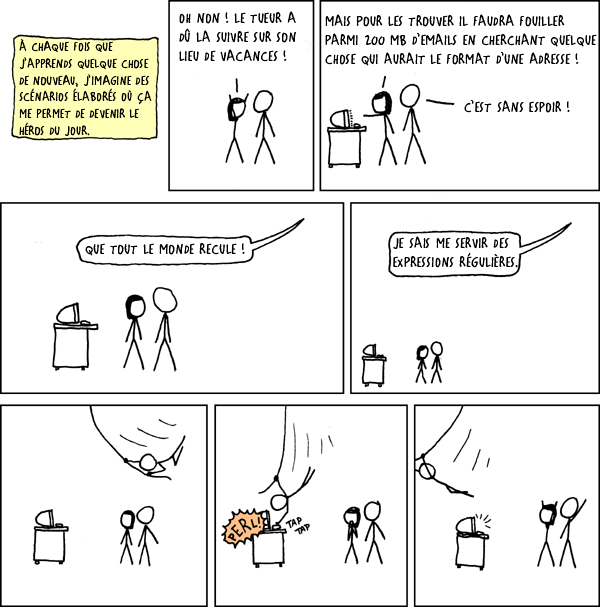 À CHAQUE FOIS QUE
J'APPRENDS QUELQUE CHOSE
DE NOUVEAU, J'IMAGINE DES
SCÉNARIOS ÉLABORÉS OÙ ÇA
ME PERMET DE DEVENIR LE
HÉROS DU JOUR.
OH NON ! LE TUEUR A
DÛ LA SUIVRE SUR SON
LIEU DE VACANCES !
MAIS POUR LES TROUVER IL FAUDRA FOUILLER
PARMI 200 MB D'EMAILS EN CHERCHANT QUELQUE
CHOSE QUI AURAIT LE FORMAT D'UNE ADRESSE !
C'EST SANS ESPOIR !
QUE TOUT LE MONDE RECULE !
JE SAIS ME SERVIR DES
EXPRESSIONS RÉGULIÈRES.
PERL!
TAP
TAP